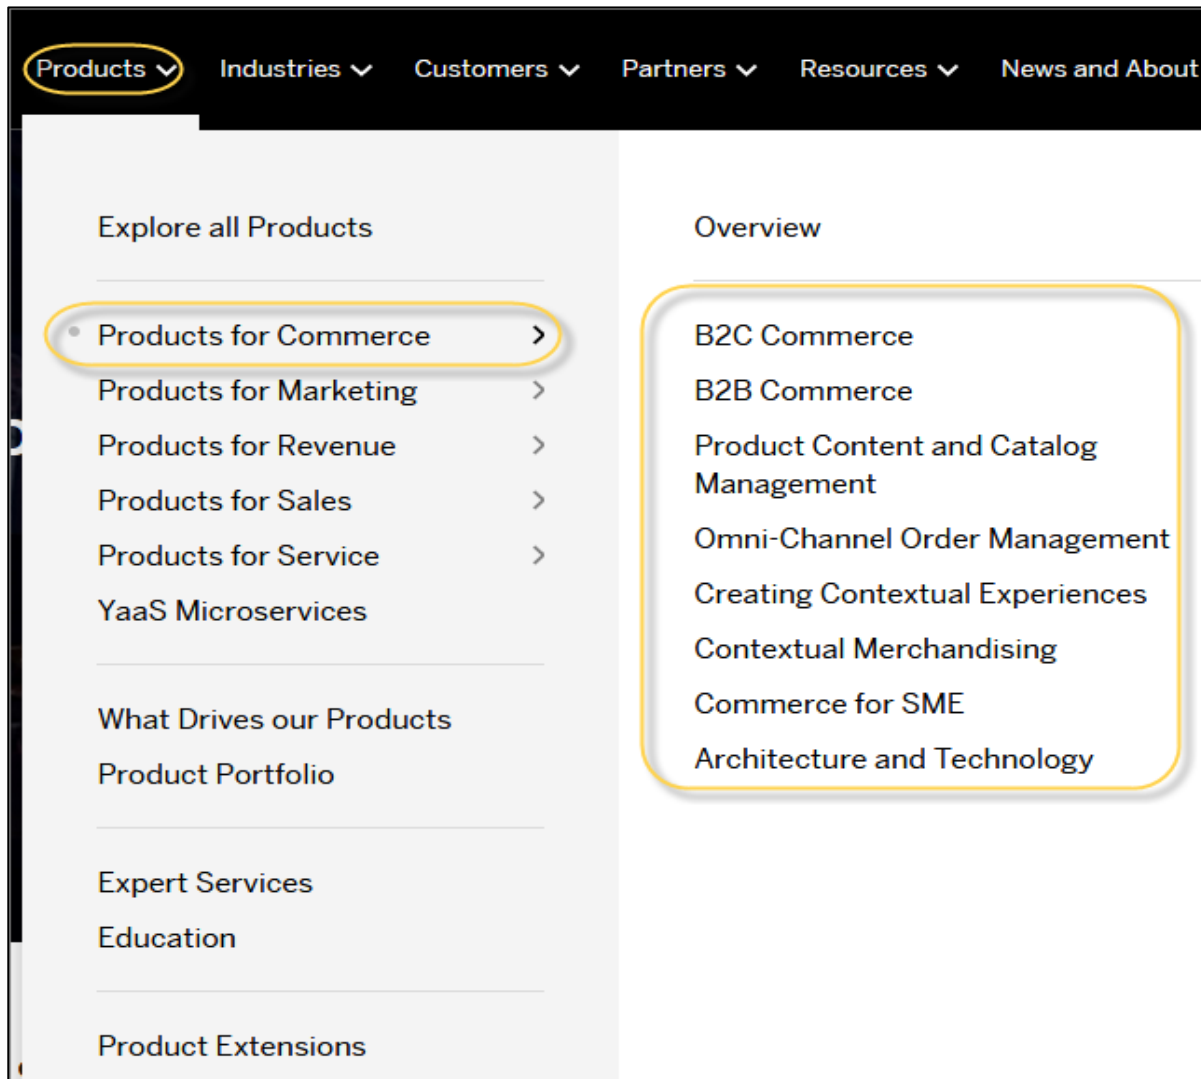 Products Industries Customers Partners Resources News and About
Explore all Products
Products for Commerce
Products for Marketing
Products for Revenue
Products for Sales
Products for Service
YaaS Microservices
What Drives our Products
Product Portfolio
Expert Services
Education
Product Extensions
Overview
B2C Commerce
B2B Commerce
Product Content and Catalog
Management
Omni-Channel Order Management
Creating Contextual Experiences
Contextual Merchandising
Commerce for SME
Architecture and Technology